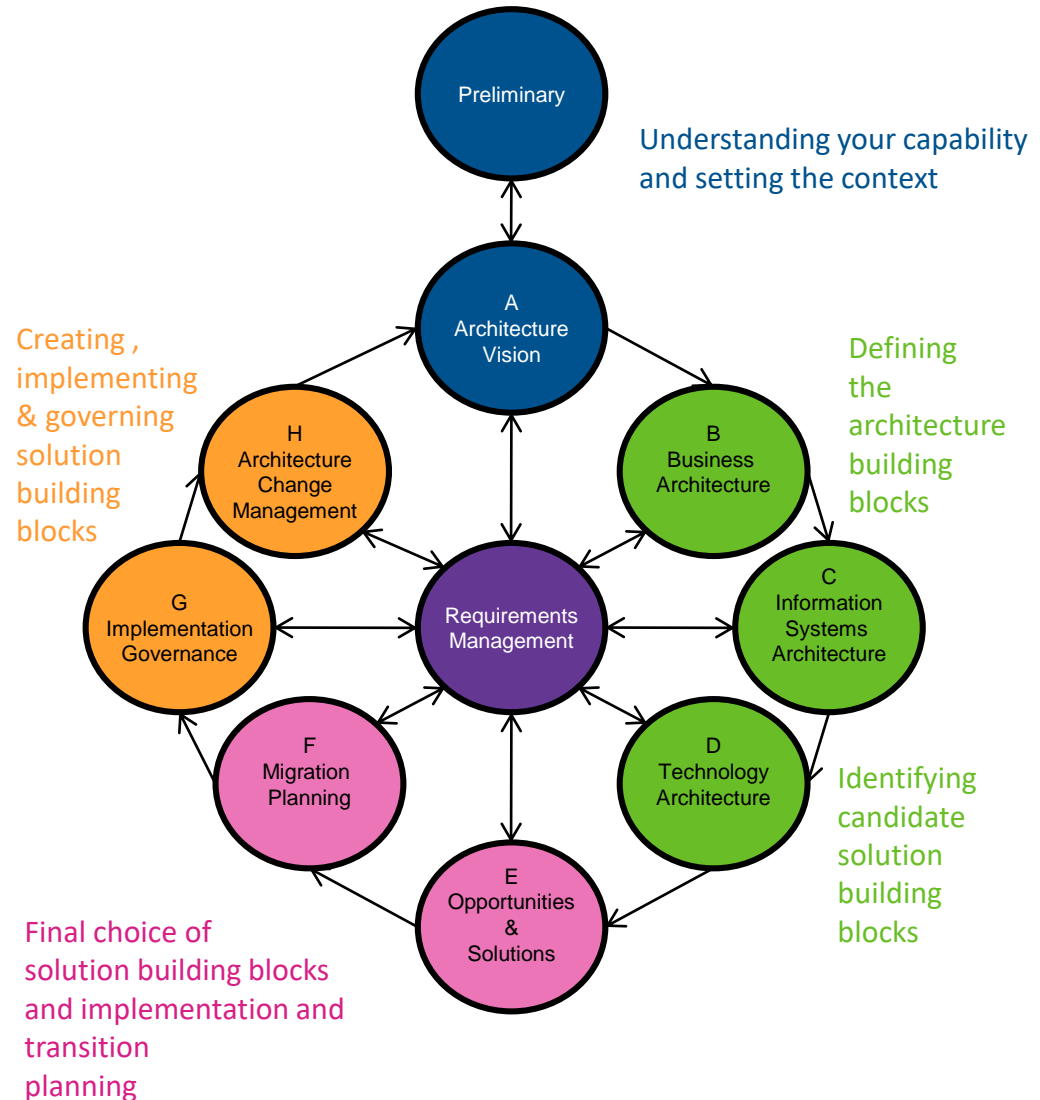 Preliminary
Understanding your capability
and setting the context
A
Architecture
Vision
Creating ,
implementing
& governing
solution
building
blocks
Defining
the
architecture
building
blocks
H
Architecture
Change
Management
B
Business
Architecture
G
Implementation
Governance
Requirements
Management
C
Information
Systems
Architecture
F
Migration
Planning
D
Technology
Architecture
Identifying
candidate
solution
building
blocks
E
Opportunities
&
Solutions
Final choice of
solution building blocks
and implementation and
transition
planning